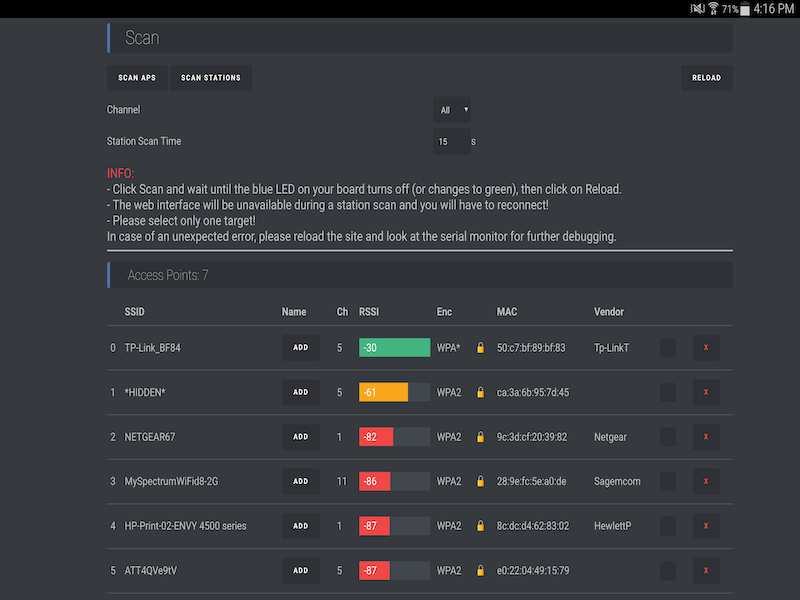 71% 4:16 PM
Scan
SCAN APS SCAN STATIONS RELOAD
Channel All
Station Scan Time 15 s
INFO:
- Click Scan and wait until the blue LED on your board turns off (or changes to green), then click on Reload.
- The web interface will be unavailable during a station scan and you will have to reconnect!
- Please select only one target!
In case of an unexpected error, please reload the site and look at the serial monitor for further debugging.
Access Points: 7
SSID Name Ch RSSI Enc MAC Vendor
0 TP-Link_BF84 ADD 5 -30 WPA* 50:c7:bf:89:bf:83 Tp-LinkT X
1 *HIDDEN* ADD 5 -61 WPA2 ca:3a:6b:95:7d:45 X
2 NETGEAR67 ADD 1 -82 WPA2 9c:3d:cf:20:39:82 Netgear X
3 MySpectrumWiFid8-2G ADD 11 -86 WPA2 28:9e:fc:5e:a0:de Sagemcom X
4 HP-Print-02-ENVY 4500 series ADD 1 -87 WPA2 8c:dc:d4:62:83:02 HewlettP X
5 ATT4QVe9tV ADD 5 -87 WPA2 e0:22:04:49:15:79 X